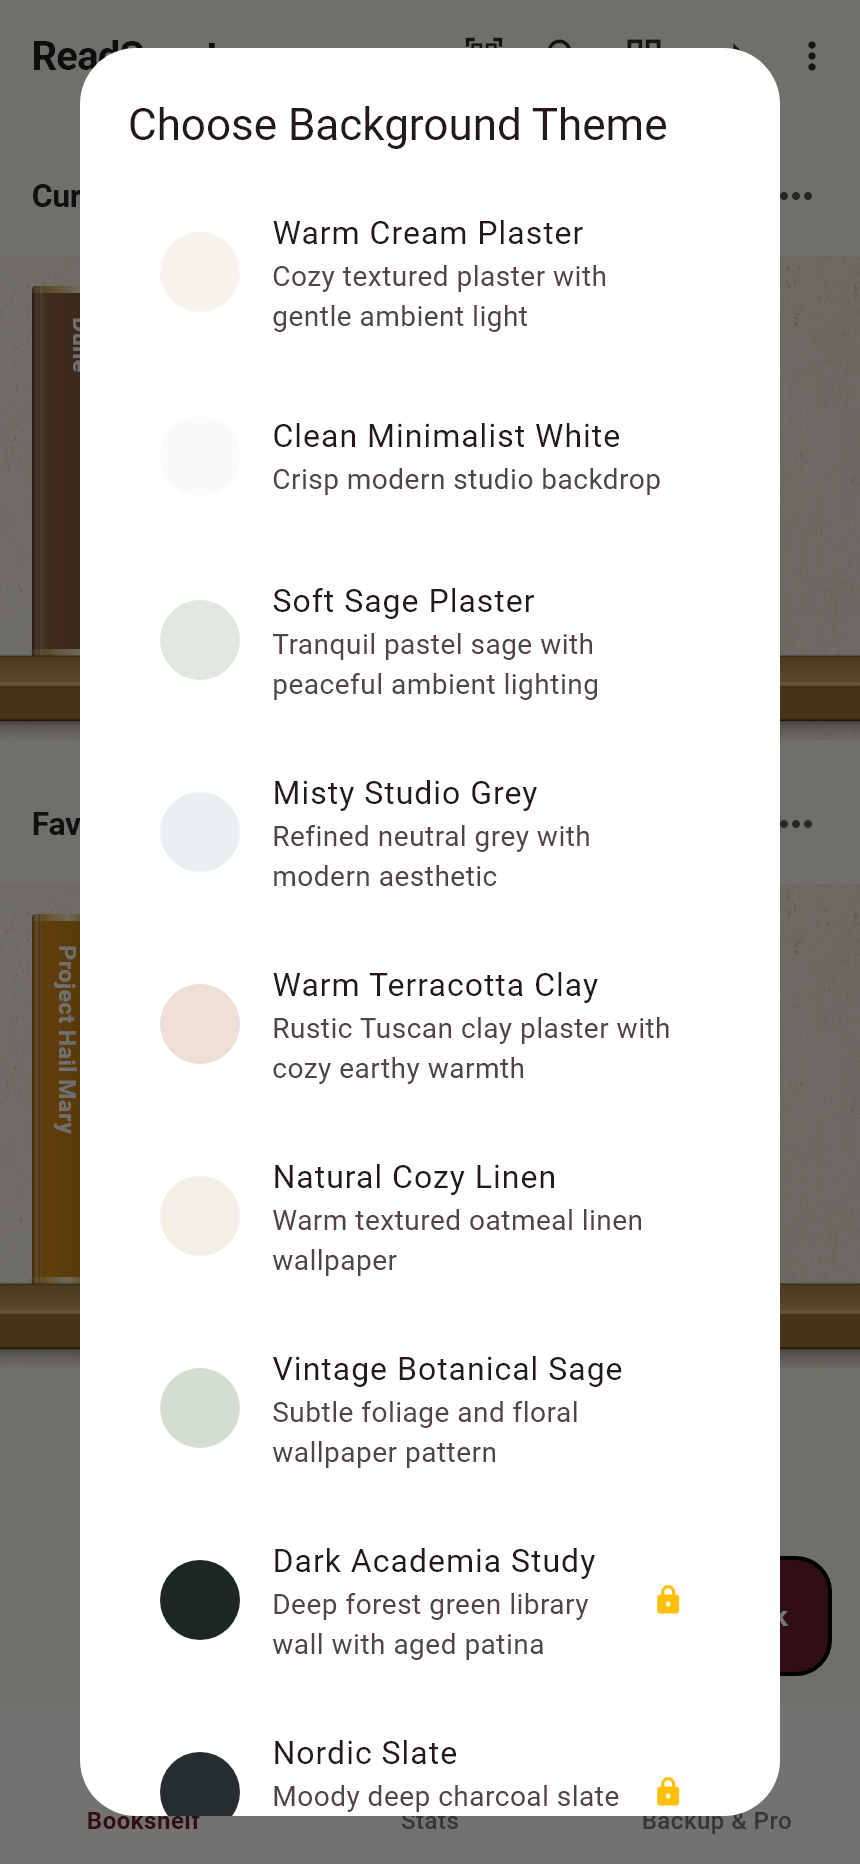 Choose Background Theme
Warm Cream Plaster
Cozy textured plaster with
gentle ambient light
Clean Minimalist White
Crisp modern studio backdrop
Soft Sage Plaster
Tranquil pastel sage with
peaceful ambient lighting
Misty Studio Grey
Refined neutral grey with
modern aesthetic
Project Hail Mary
Warm Terracotta Clay
Rustic Tuscan clay plaster with
cozy earthy warmth
Natural Cozy Linen
Warm textured oatmeal linen
wallpaper
Vintage Botanical Sage
Subtle foliage and floral
wallpaper pattern
Dark Academia Study
Deep forest green library
wall with aged patina
Nordic Slate
Moody deep charcoal slate
Bookshelf
Stats
Backup & Pro